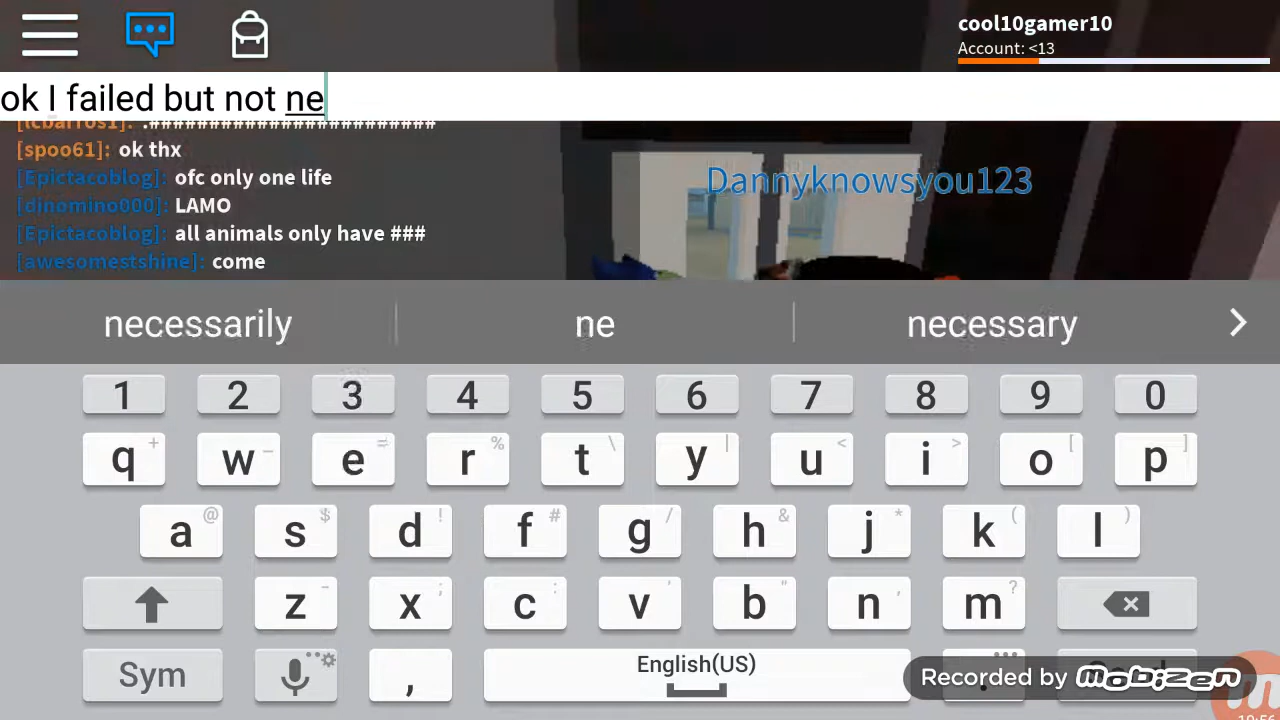 cool10gamer10
Account: <13
ok I failed but not ne
[lcbarros1]: .########################
[spoo61]: ok thx
[Epictacoblog]: ofc only one life
[dinomino000]: LAMO
[Epictacoblog]: all animals only have ###
[awesomestshine]: come
Dannyknowsyou123
necessarily ne necessary
1 2 3 4 5 6 7 8 9 0
q + w - e = r % t \ y | u < i > o [ p ]
a @ s $ d ! f # g / h & j * k ( l )
z - x ; c : v ' b " n , m ?
Sym , English(US)
Recorded by mobizen